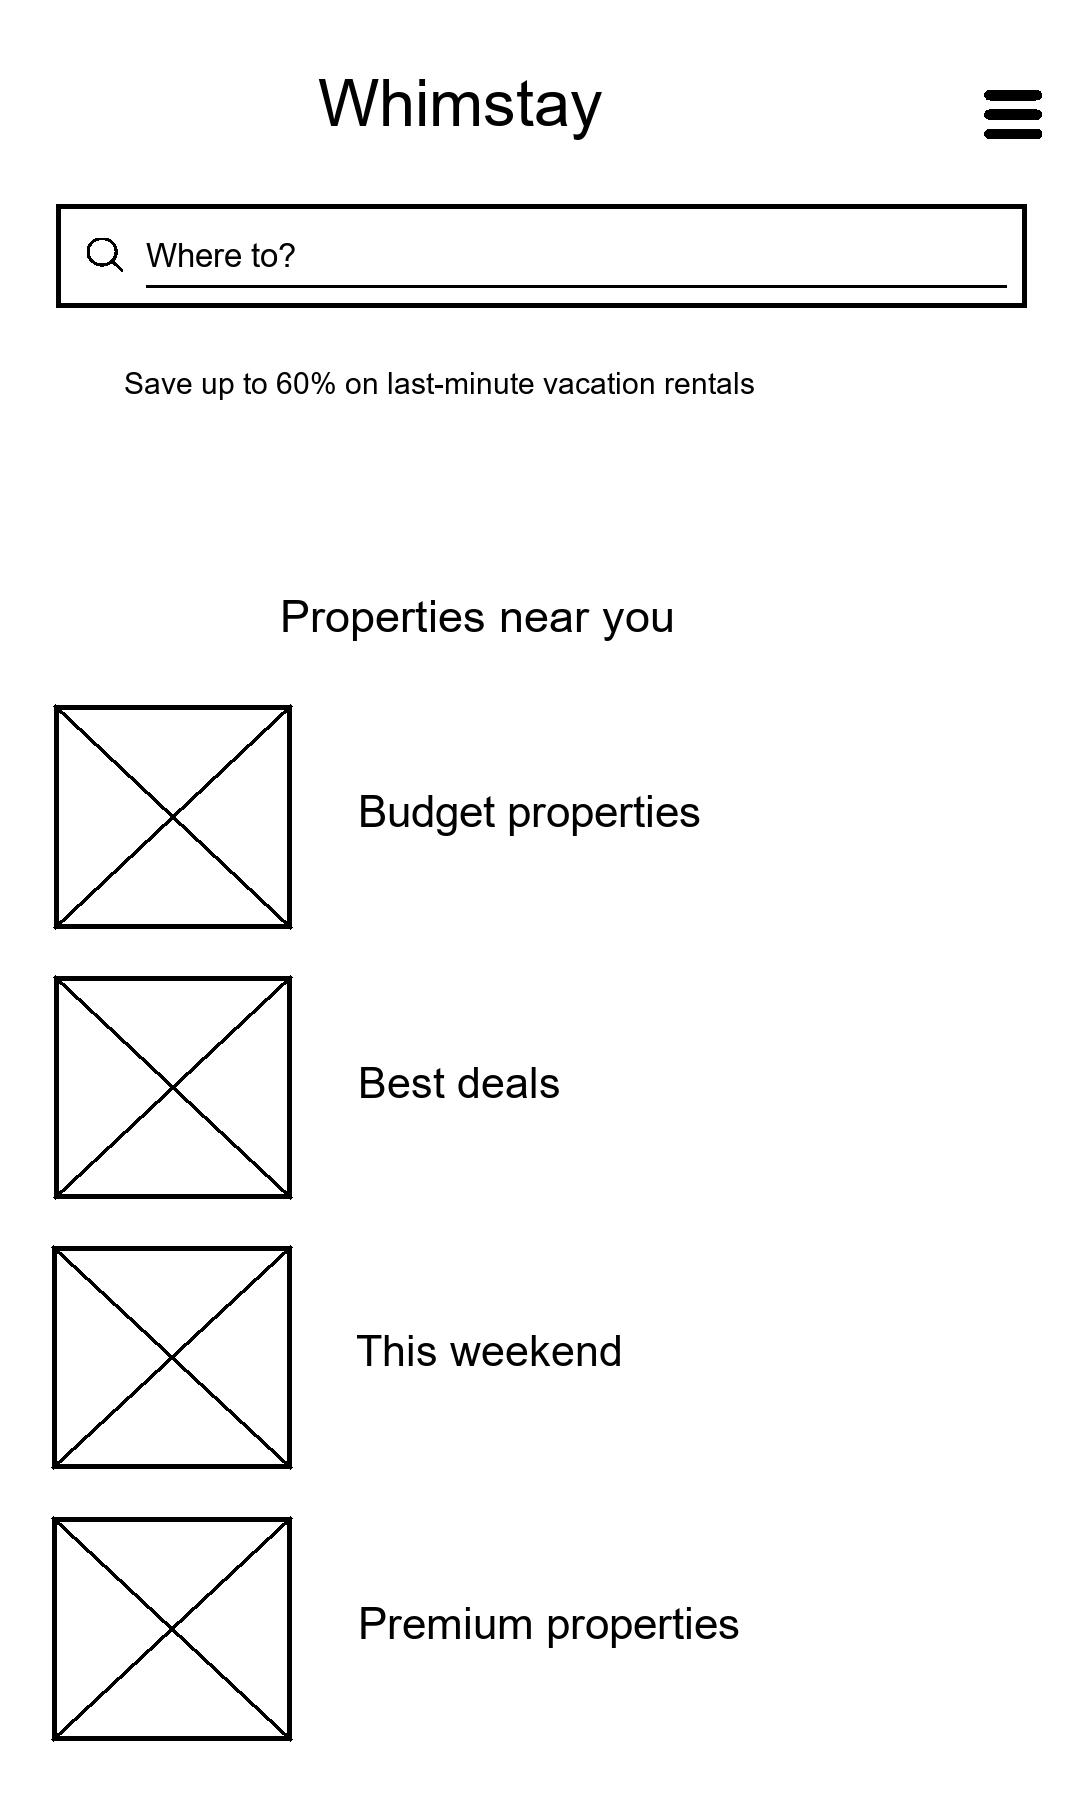 Whimstay
Where to?
Save up to 60% on last-minute vacation rentals
Properties near you
Budget properties
Best deals
This weekend
Premium properties